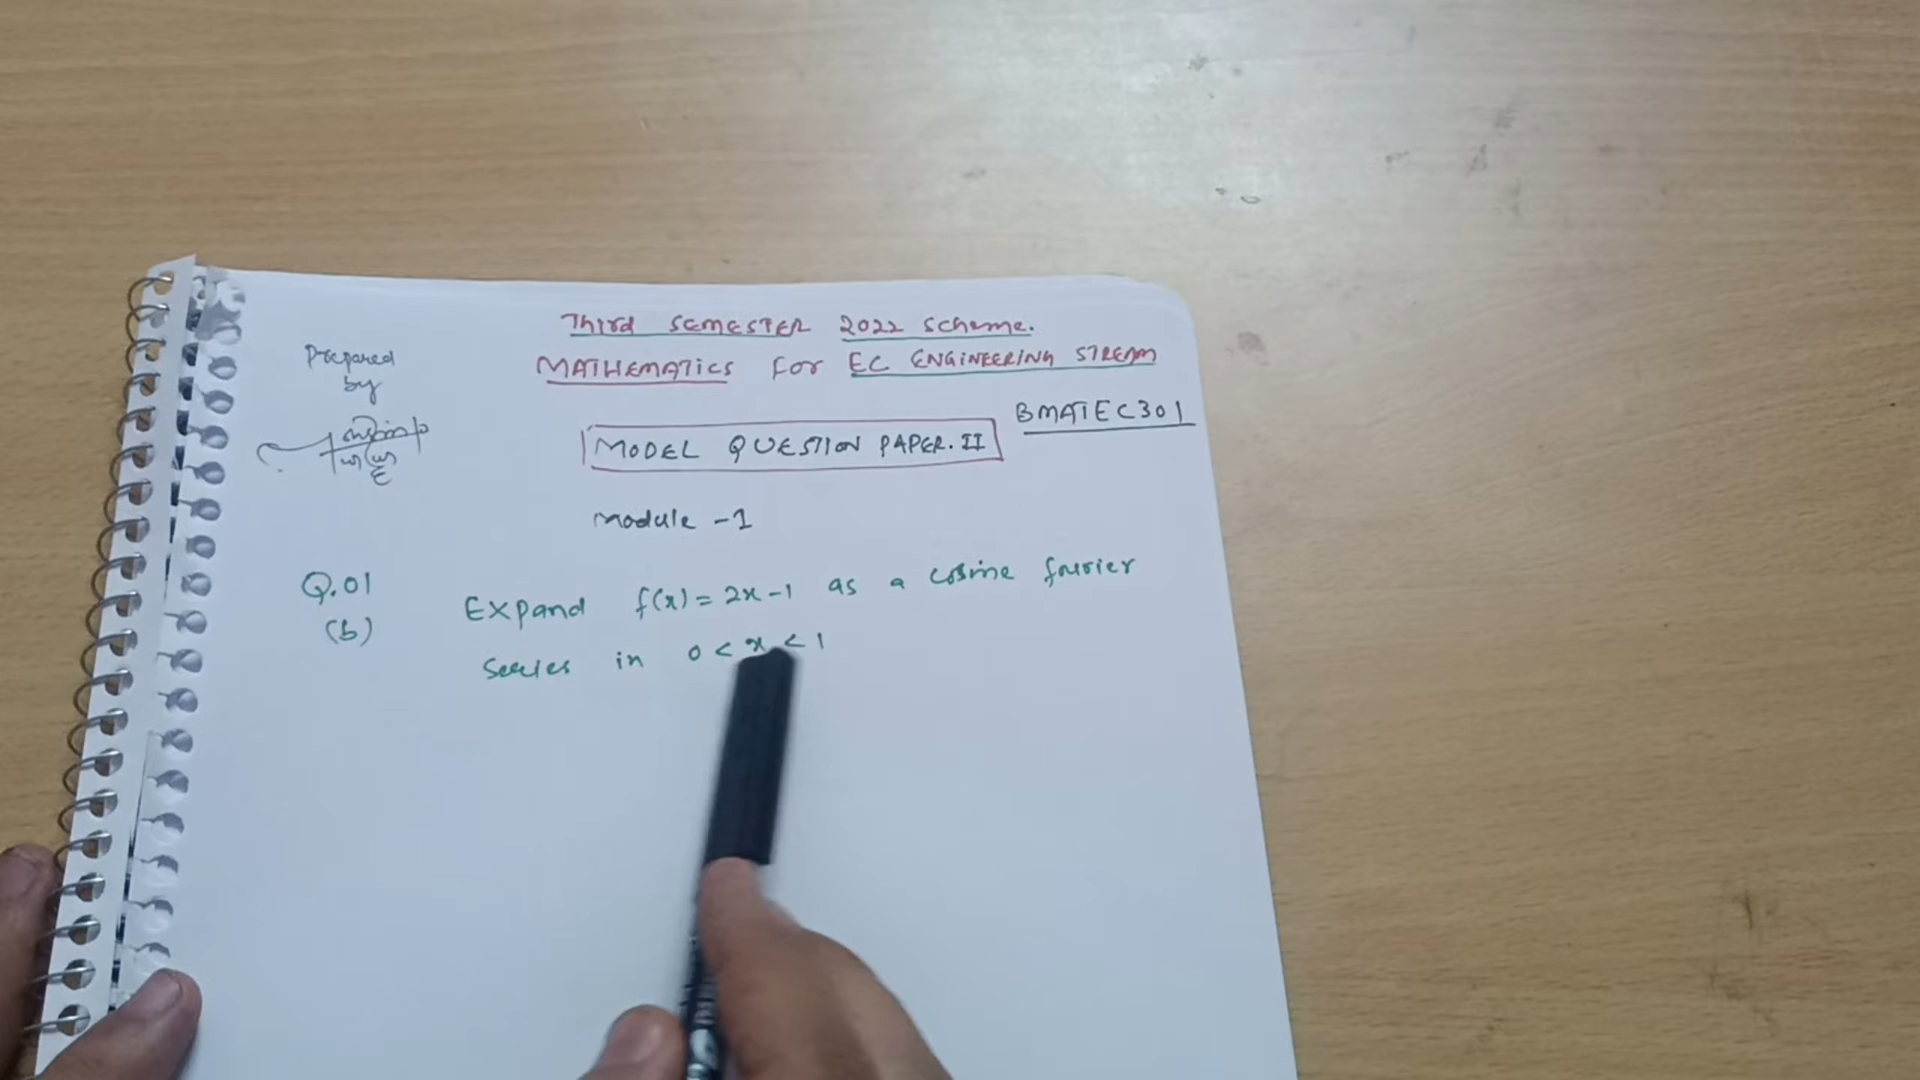 Third SEMESTER 2022 Scheme.
MATHEMATICS For EC ENGINEERING STREAM
Prepared
by
BMATEC301
MODEL QUESTION PAPER.II
Module -1
Q.01
(b)
Expand f(x) = 2x-1 as a cosine fourier
Series in 0 < x < 1